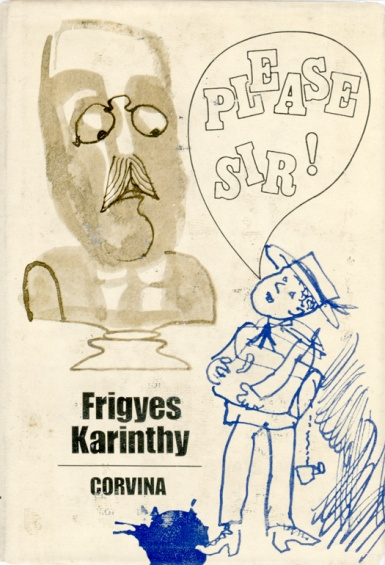 PLEASE
SIR!
Frigyes
Karinthy
CORVINA